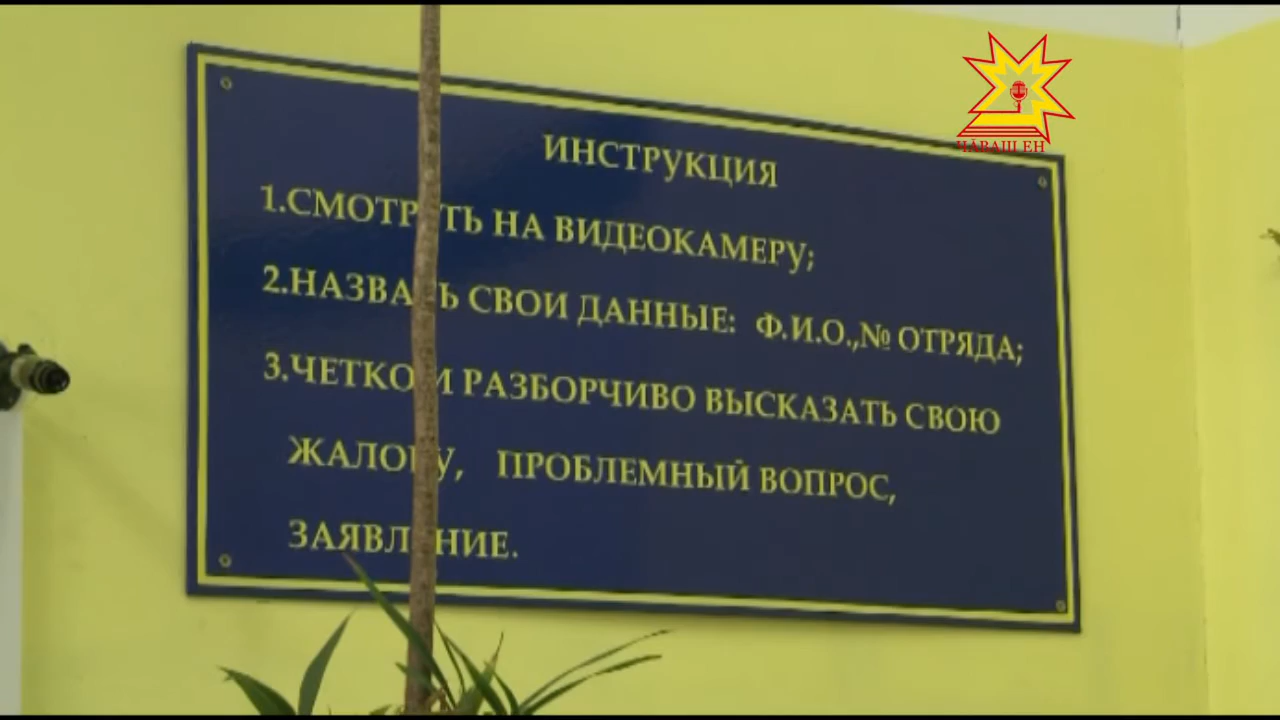 ИНСТРУКЦИЯ
1.СМОТРЕТЬ НА ВИДЕОКАМЕРУ;
2.НАЗВАТЬ СВОИ ДАННЫЕ: Ф.И.О.,№ ОТРЯДА;
3.ЧЕТКО И РАЗБОРЧИВО ВЫСКАЗАТЬ СВОЮ
ЖАЛОБУ, ПРОБЛЕМНЫЙ ВОПРОС,
ЗАЯВЛЕНИЕ.
ЧӐВАШ ЕН